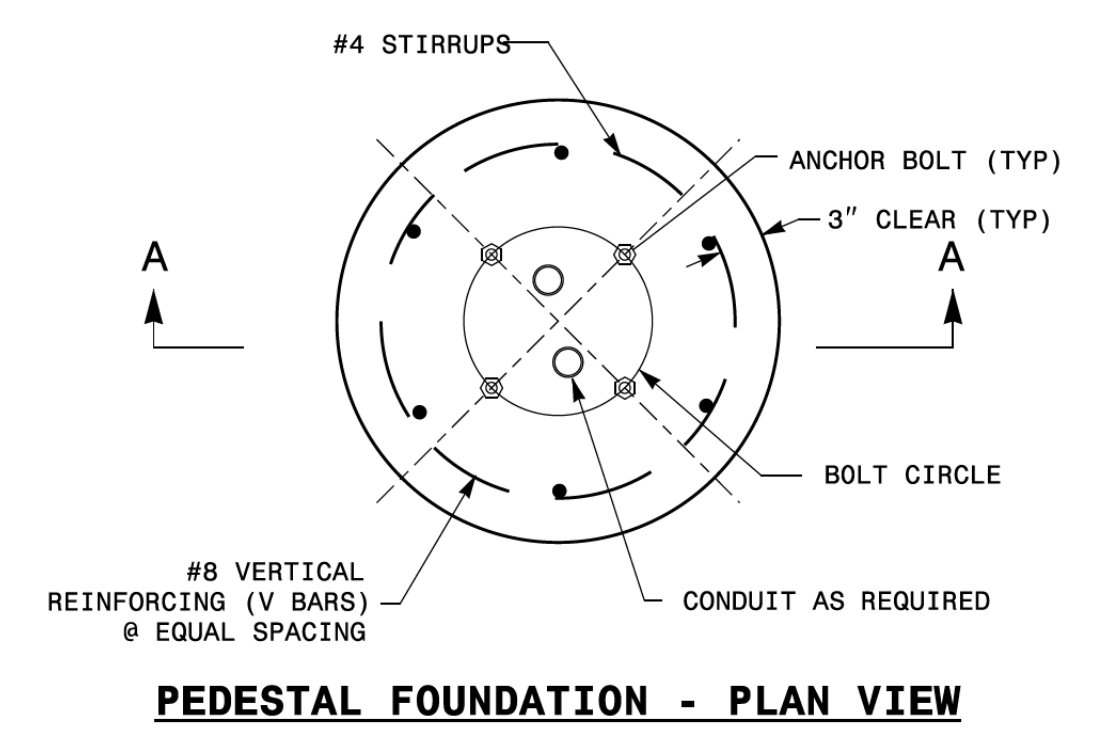 #4 STIRRUPS
ANCHOR BOLT (TYP)
3" CLEAR (TYP)
A
A
BOLT CIRCLE
#8 VERTICAL
REINFORCING (V BARS)
@ EQUAL SPACING
CONDUIT AS REQUIRED
PEDESTAL FOUNDATION - PLAN VIEW